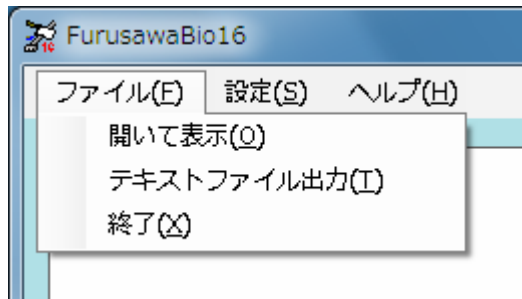 FurusawaBio16
ファイル(F) 設定(S) ヘルプ(H)
開いて表示(O)
テキストファイル出力(T)
終了(X)